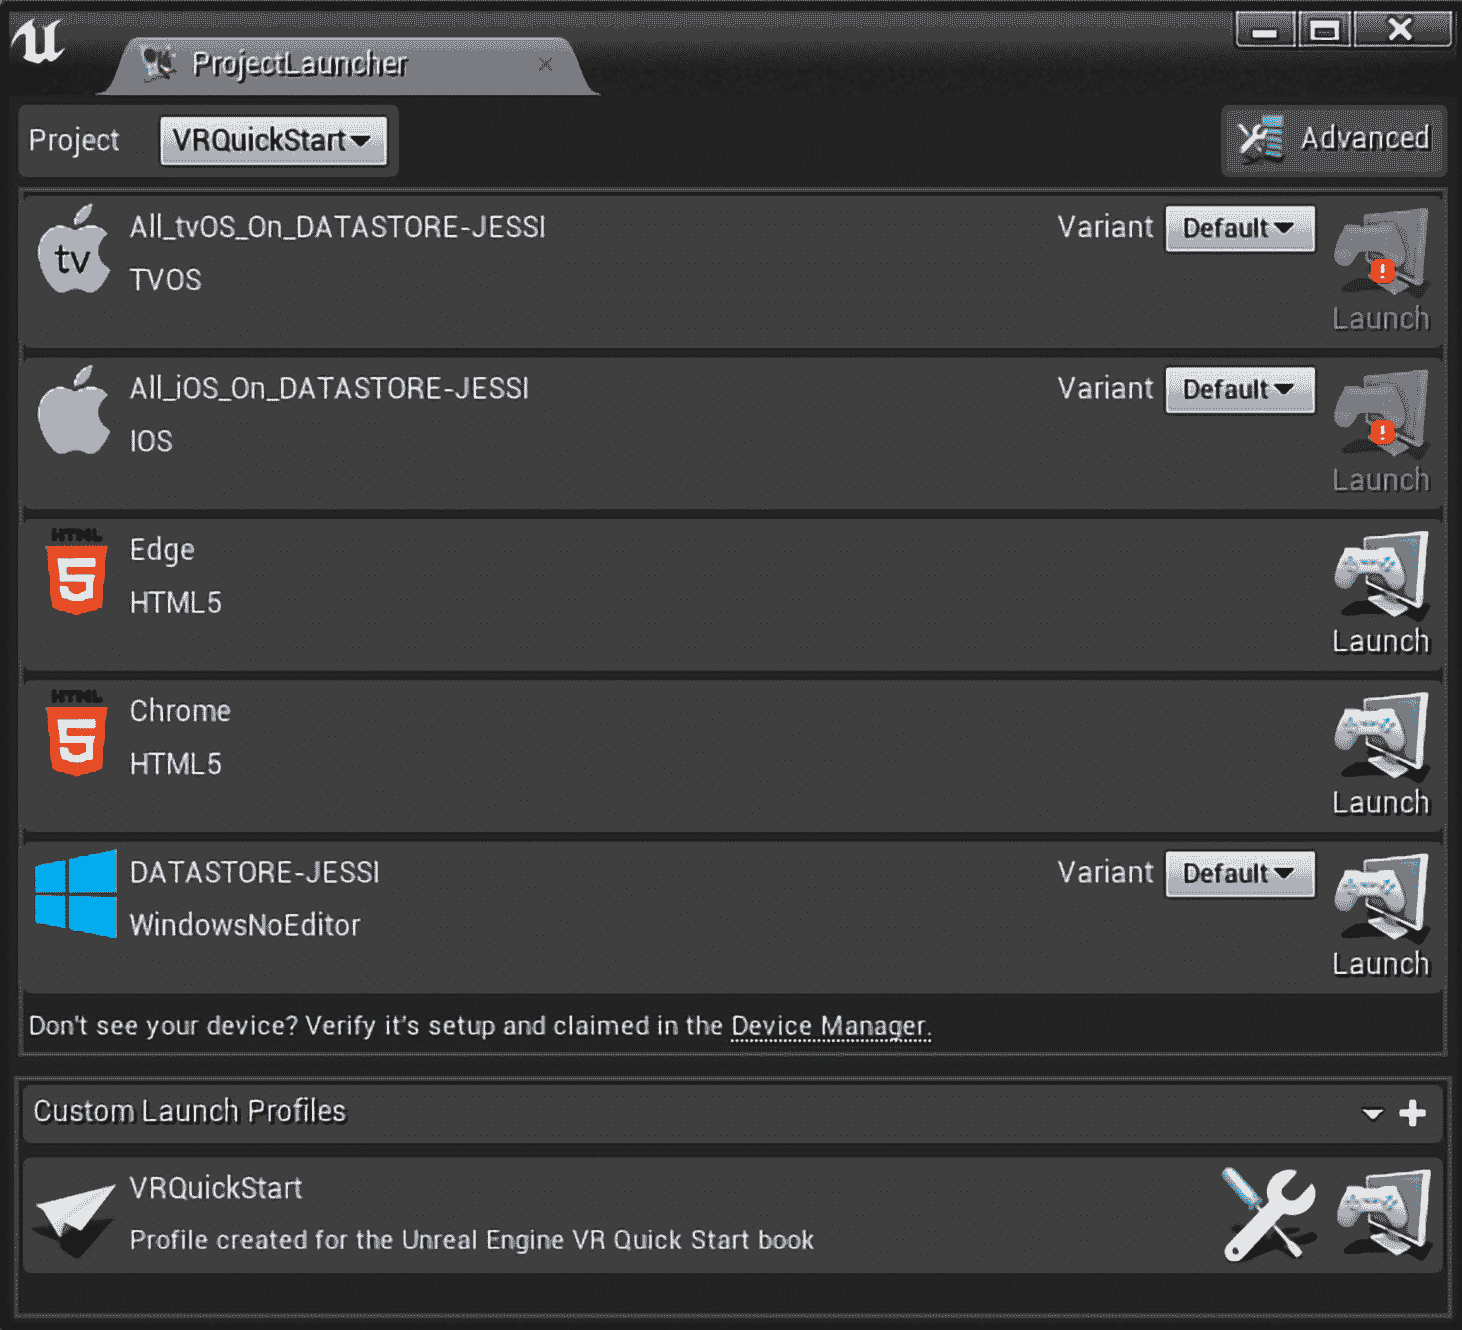 ProjectLauncher
Project VRQuickStart Advanced
All_tvOS_On_DATASTORE-JESSI Variant Default
tv
TVOS
Launch
All_iOS_On_DATASTORE-JESSI Variant Default
IOS
Launch
HTML
5
Edge
HTML5
Launch
HTML
5
Chrome
HTML5
Launch
DATASTORE-JESSI Variant Default
WindowsNoEditor
Launch
Don't see your device? Verify it's setup and claimed in the Device Manager.
Custom Launch Profiles
VRQuickStart
Profile created for the Unreal Engine VR Quick Start book